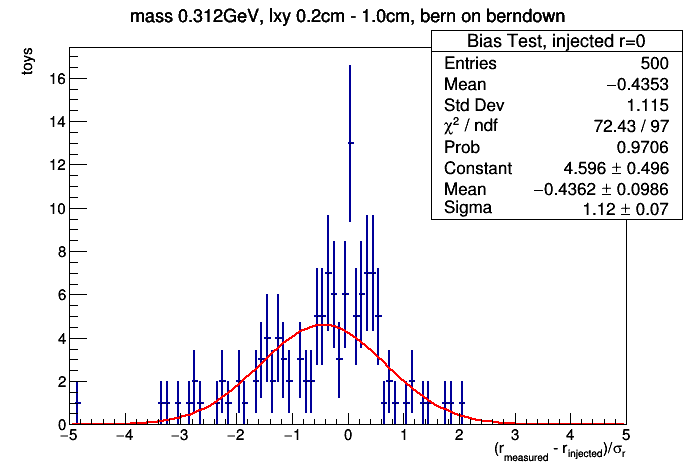 mass 0.312GeV, lxy 0.2cm - 1.0cm, bern on berndown
Bias Test, injected r=0
Entries 500
Mean −0.4353
Std Dev 1.115
χ² / ndf 72.43 / 97
Prob 0.9706
Constant 4.596 ± 0.496
Mean −0.4362 ± 0.0986
Sigma 1.12 ± 0.07
toys
16
14
12
10
8
6
4
2
0
−5 −4 −3 −2 −1 0 1 2 3 4 5
(r_measured - r_injected)/σ_r